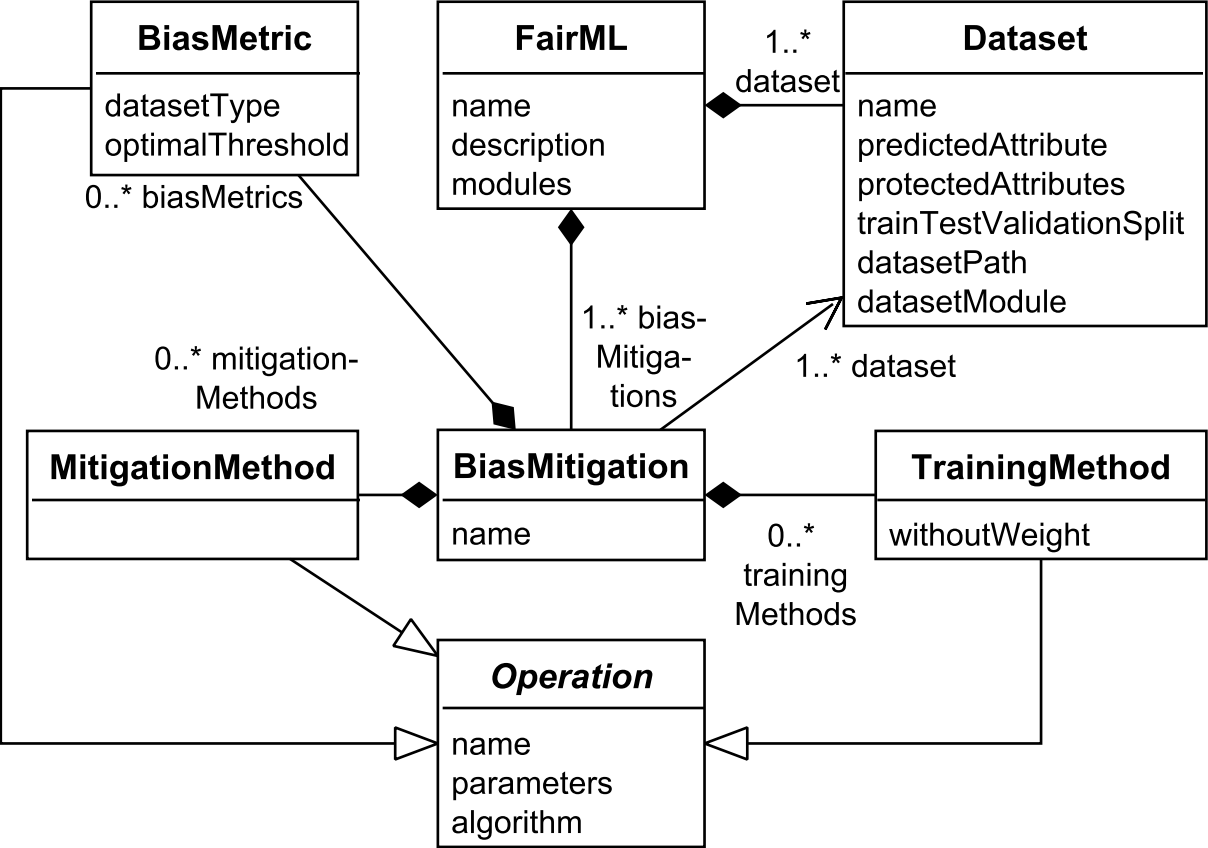 BiasMetric
datasetType
optimalThreshold
0..* biasMetrics
FairML
name
description
modules
1..*
dataset
Dataset
name
predictedAttribute
protectedAttributes
trainTestValidationSplit
datasetPath
datasetModule
1..* bias-
Mitiga-
tions
1..* dataset
0..* mitigation-
Methods
MitigationMethod
BiasMitigation
name
TrainingMethod
withoutWeight
0..*
training
Methods
Operation
name
parameters
algorithm